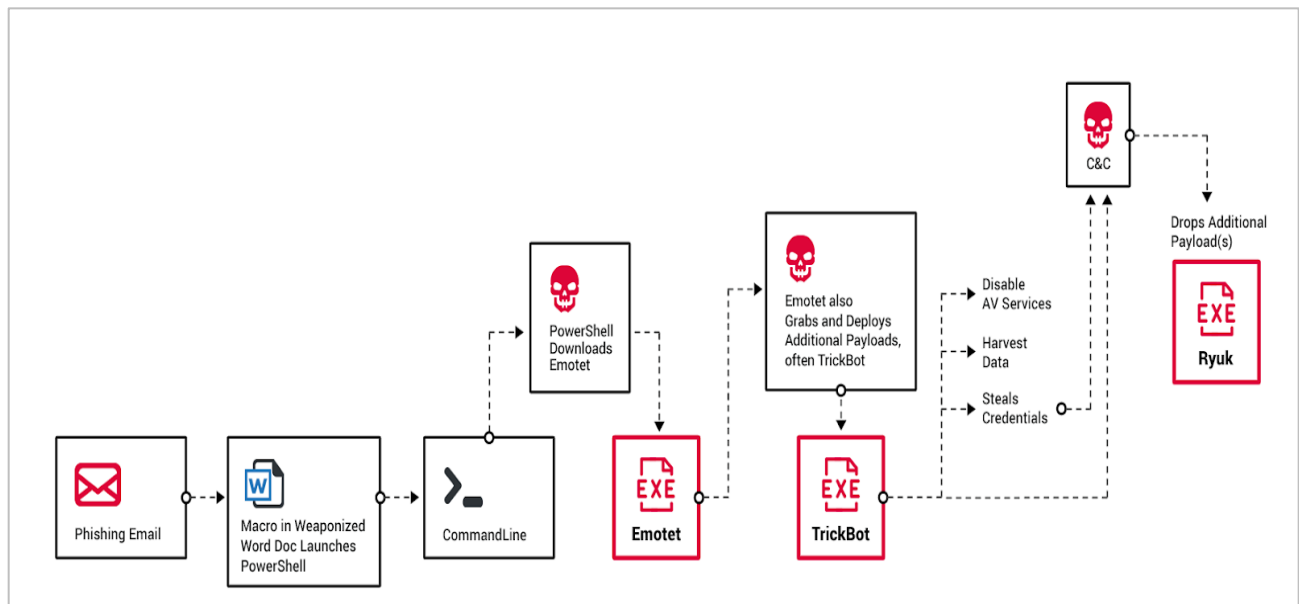 Phishing Email
W
Macro in Weaponized
Word Doc Launches
PowerShell
CommandLine
PowerShell
Downloads
Emotet
EXE
Emotet
Emotet also
Grabs and Deploys
Additional Payloads,
often TrickBot
EXE
TrickBot
Disable
AV Services
Harvest
Data
Steals
Credentials
C&C
Drops Additional
Payload(s)
EXE
Ryuk